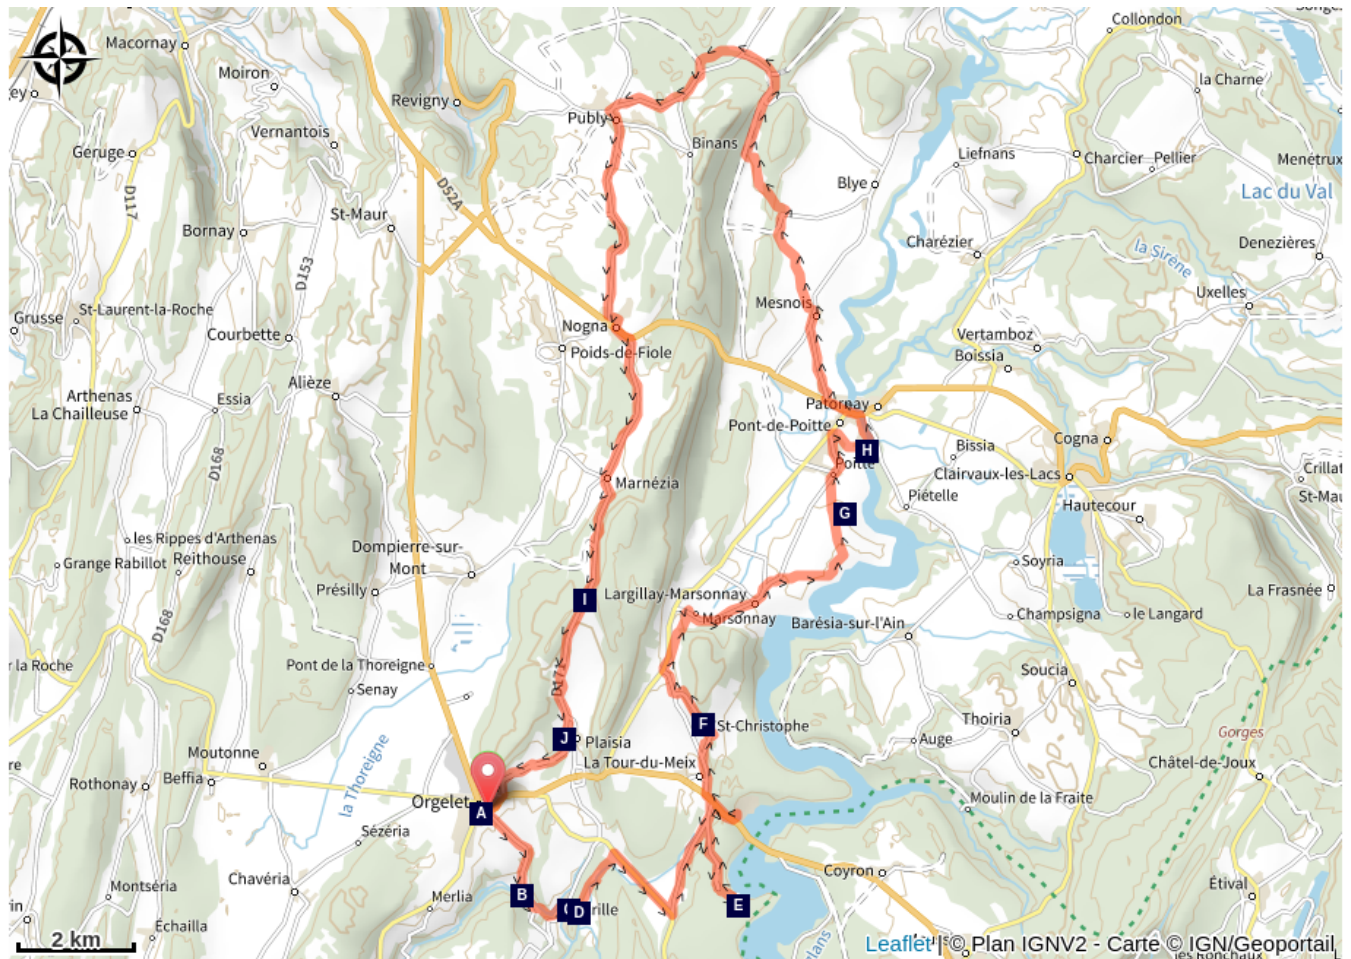 Collondon
Macornay
Moiron
la Charne
Revigny
Publy
Vernantois
Binans
Liefnans
Charcier
Pellier
Menétrux
Géruge
D117
D52A
Blye
Lac du Val
St-Maur
Bornay
Charézier
la Sirène
Denezières
D153
Uxelles
Mesnois
Grusse
St-Laurent-la-Roche
Courbette
Nogna
Poids-de-Fiole
Vertamboz
Boissia
Arthenas
La Chailleuse
Essia
Alièze
Patornay
Pont-de-Poitte
Cogna
Bissia
H
Poitte
D168
Marnézia
Clairvaux-les-Lacs
Crillat
Piételle
St-Mau
Hautecour
G
les Rippes d'Arthenas
Grange Rabillot
Reithouse
Dompierre-sur-
Mont
Soyria
Présilly
I
Largillay-Marsonnay
Marsonnay
La Frasnée
D168
Barésia-sur-l'Ain
Champsigna
le Langard
r la Roche
Pont de la Thoreigne
Senay
Soucia
F
St-Christophe
Thoiria
Gorges
J
Plaisia
Auge
La Tour-du-Meix
Châtel-de-Joux
Moutonne
Beffia
Rothonay
la Thoreigne
Orgelet
A
Moulin de la Fraite
Sézéria
Coyron
Chavéria
Montséria
Merlia
B
D
rille
E
Étival
Échailla
2 km
Leaflet | © Plan IGNV2 - Carte © IGN/Geoportail